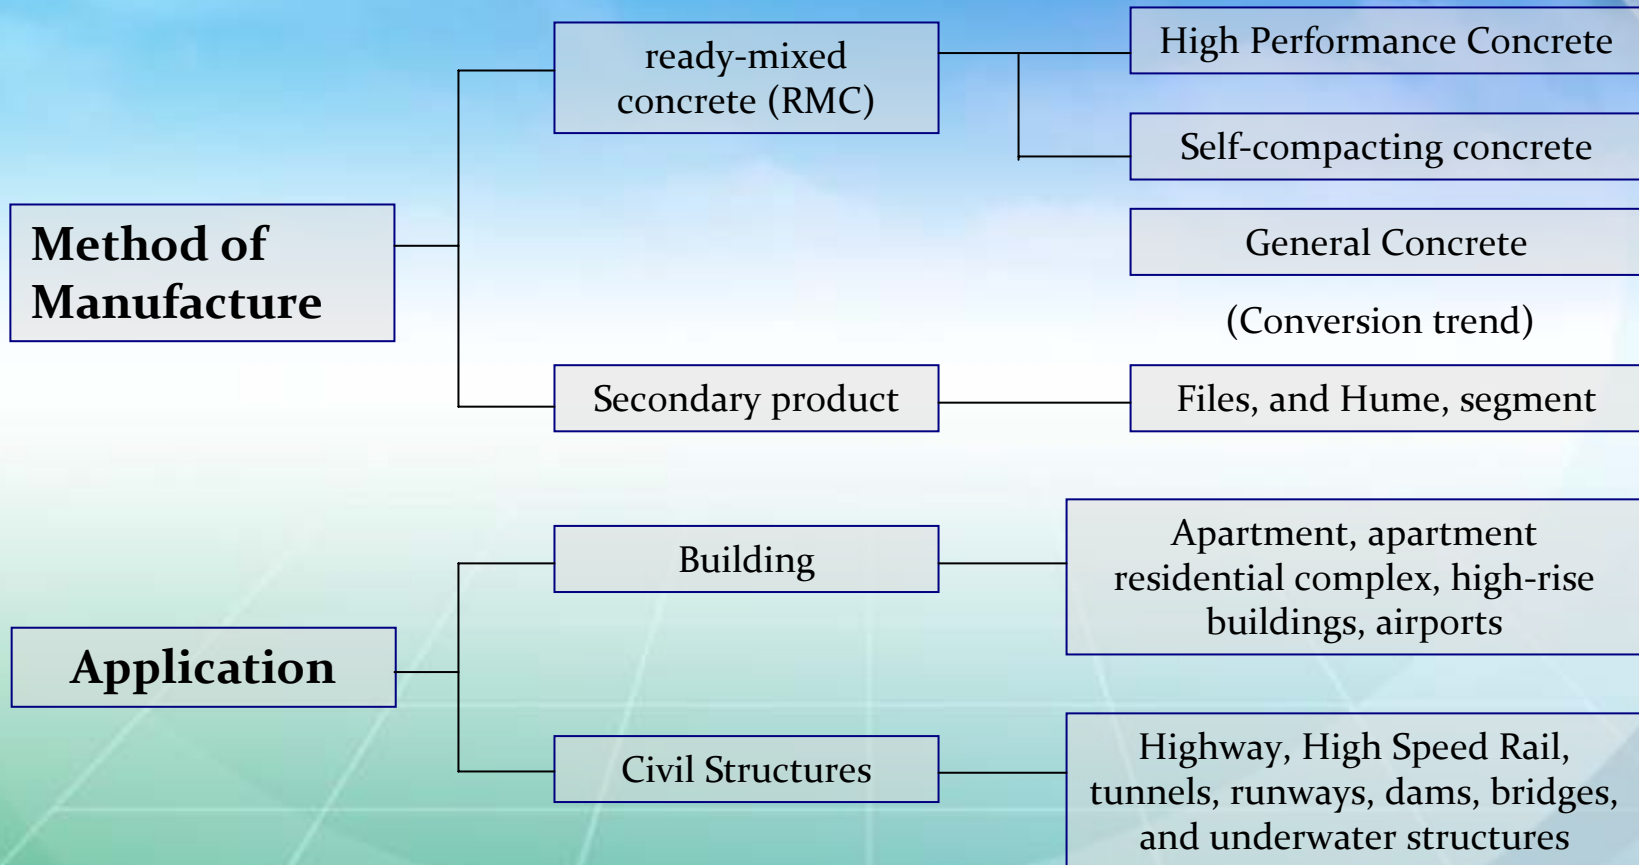 ready-mixed
concrete (RMC)
High Performance Concrete
Self-compacting concrete
Method of
Manufacture
General Concrete
(Conversion trend)
Secondary product
Files, and Hume, segment
Application
Building
Apartment, apartment
residential complex, high-rise
buildings, airports
Civil Structures
Highway, High Speed Rail,
tunnels, runways, dams, bridges,
and underwater structures